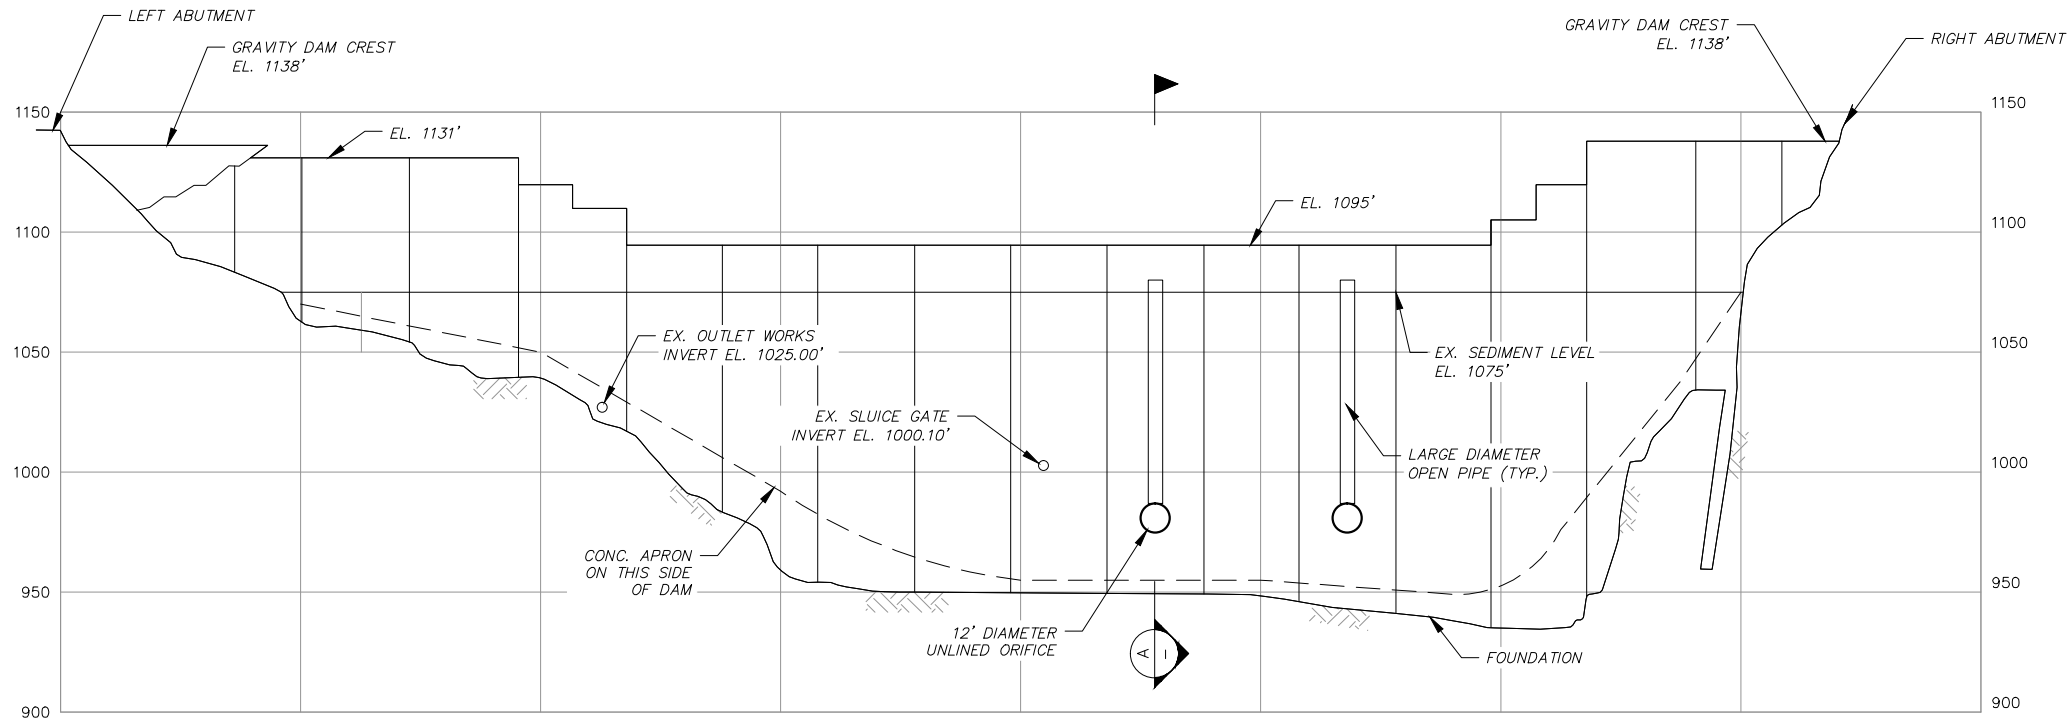 LEFT ABUTMENT
GRAVITY DAM CREST
EL. 1138'
GRAVITY DAM CREST
EL. 1138'
RIGHT ABUTMENT
1150
1150
EL. 1131'
EL. 1095'
1100
1100
EX. OUTLET WORKS
INVERT EL. 1025.00'
1050
1050
EX. SEDIMENT LEVEL
EL. 1075'
EX. SLUICE GATE
INVERT EL. 1000.10'
LARGE DIAMETER
OPEN PIPE (TYP.)
1000
1000
CONC. APRON
ON THIS SIDE
OF DAM
950
950
12' DIAMETER
UNLINED ORIFICE
A
–
FOUNDATION
900
900